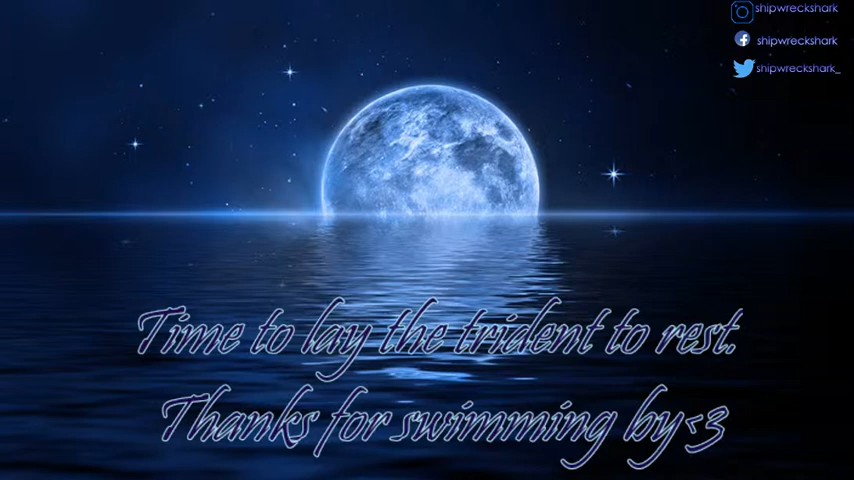 shipwreckshark
shipwreckshark
shipwreckshark_
Time to lay the trident to rest.
Thanks for swimming by<3